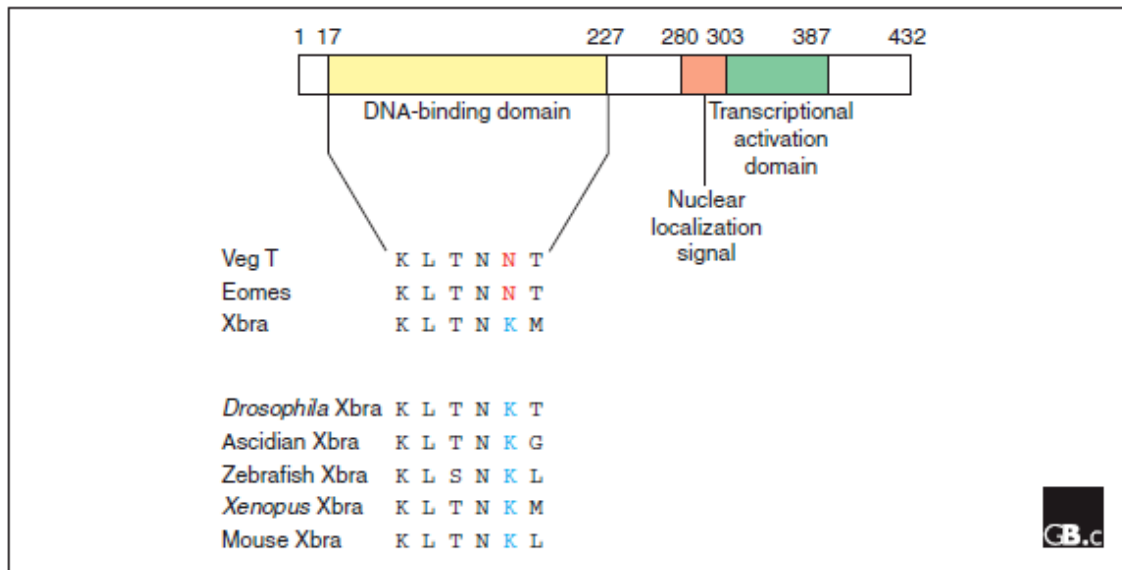 1 17 227 280 303 387 432
DNA-binding domain
Transcriptional
activation
domain
Nuclear
localization
signal
Veg T K L T N N T
Eomes K L T N N T
Xbra K L T N K M
Drosophila Xbra K L T N K T
Ascidian Xbra K L T N K G
Zebrafish Xbra K L S N K L
Xenopus Xbra K L T N K M
Mouse Xbra K L T N K L
GB.c